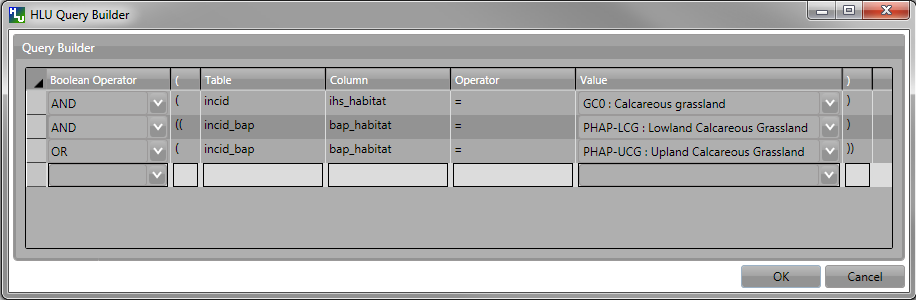 HLU Query Builder
Query Builder
Boolean Operator ( Table Column Operator Value )
AND ( incid ihs_habitat = GC0 : Calcareous grassland )
AND (( incid_bap bap_habitat = PHAP-LCG : Lowland Calcareous Grassland )
OR ( incid_bap bap_habitat = PHAP-UCG : Upland Calcareous Grassland ))
OK Cancel